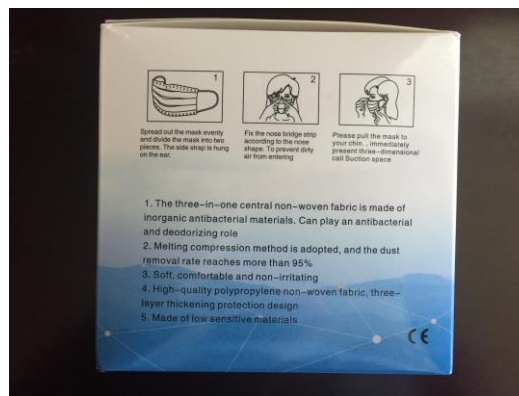 1
2
3
Spread out the mask evenly
and divide the mask into two
pieces. The side strap is hung
on the ear.
Fix the nose bridge strip
according to the nose
shape. To prevent dirty
air from entering
Please pull the mask to
your chin. , immediately
present three-dimensional
call Suction space
1. The three-in-one central non-woven fabric is made of
inorganic antibacterial materials. Can play an antibacterial
and deodorizing role
2. Melting compression method is adopted, and the dust
removal rate reaches more than 95%
3. Soft, comfortable and non-irritating
4. High-quality polypropylene non-woven fabric, three-
layer thickening protection design
5. Made of low sensitive materials
CE